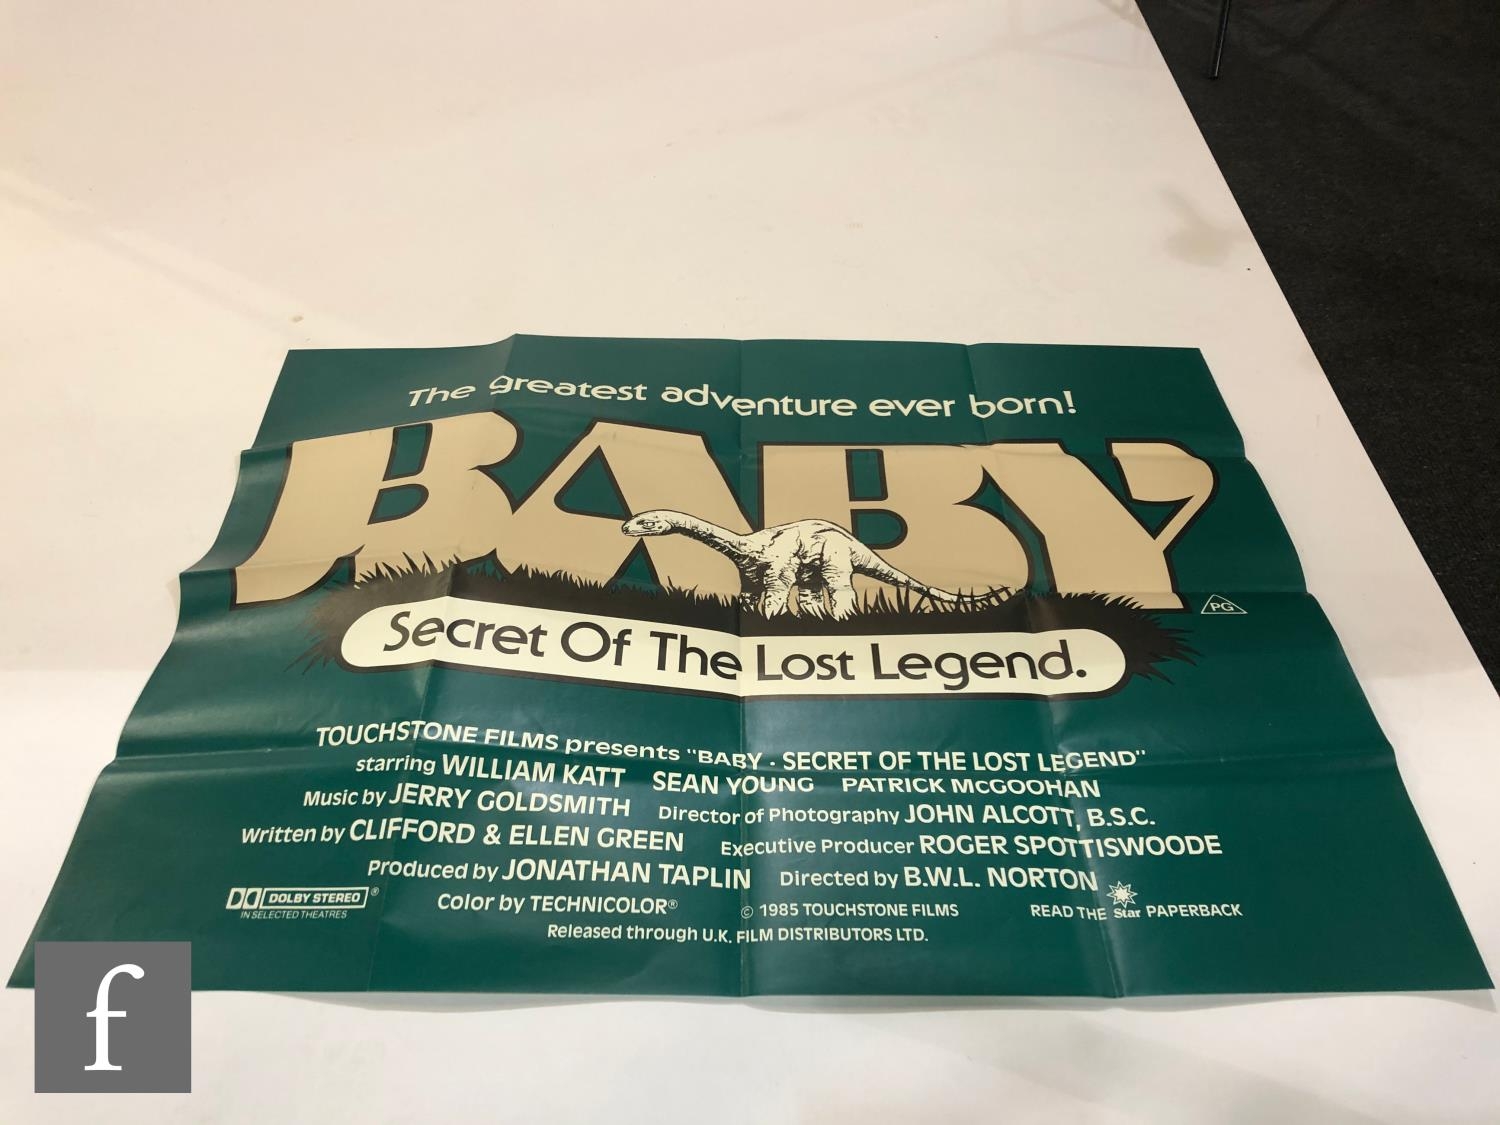 The greatest adventure ever born!
BABY
PG
Secret Of The Lost Legend.
TOUCHSTONE FILMS presents "BABY · SECRET OF THE LOST LEGEND"
starring WILLIAM KATT SEAN YOUNG PATRICK McGOOHAN
Music by JERRY GOLDSMITH Director of Photography JOHN ALCOTT, B.S.C.
Written by CLIFFORD & ELLEN GREEN Executive Producer ROGER SPOTTISWOODE
Produced by JONATHAN TAPLIN Directed by B.W.L. NORTON
DOLBY STEREO ®
IN SELECTED THEATRES
Color by TECHNICOLOR® © 1985 TOUCHSTONE FILMS READ THE Star PAPERBACK
Released through U.K. FILM DISTRIBUTORS LTD.
f